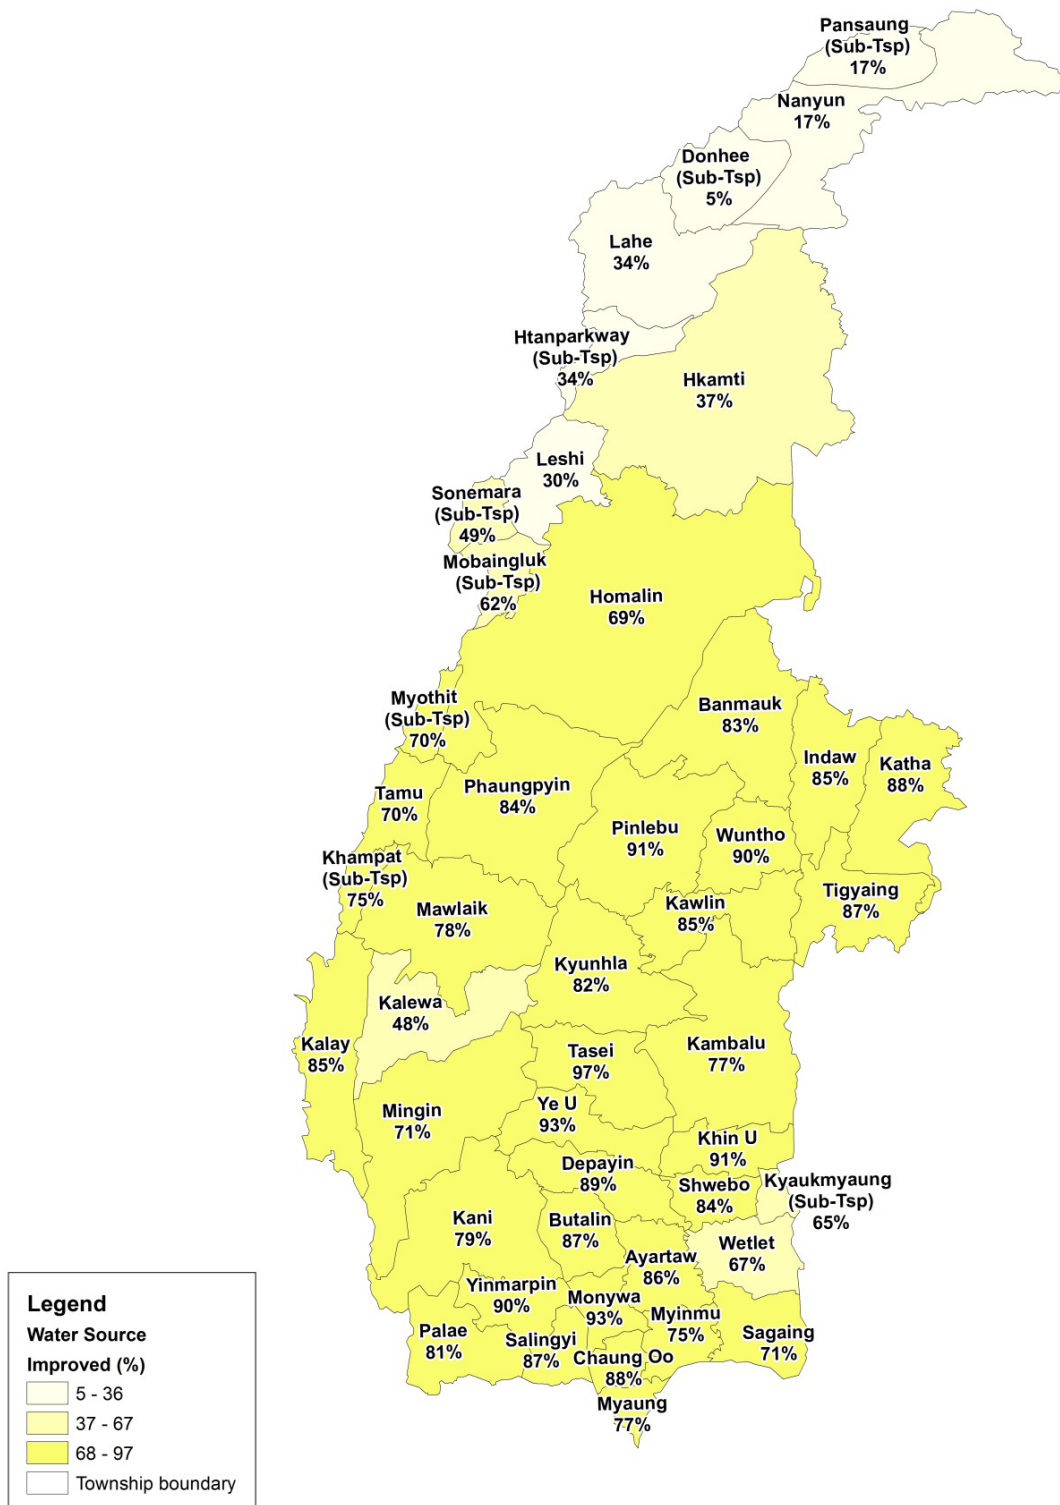 Pansaung
(Sub-Tsp)
17%
Nanyun
17%
Donhee
(Sub-Tsp)
5%
Lahe
34%
Htanparkway
(Sub-Tsp)
34%
Hkamti
37%
Leshi
30%
Sonemara
(Sub-Tsp)
49%
Mobaingluk
(Sub-Tsp)
62%
Homalin
69%
Myothit
(Sub-Tsp)
70%
Banmauk
83%
Indaw
85%
Katha
88%
Phaungpyin
84%
Tamu
70%
Pinlebu
91%
Wuntho
90%
Khampat
(Sub-Tsp)
75%
Mawlaik
78%
Kawlin
85%
Tigyaing
87%
Kyunhla
82%
Kalewa
48%
Kalay
85%
Tasei
97%
Kambalu
77%
Mingin
71%
Ye U
93%
Khin U
91%
Depayin
89%
Shwebo
84%
Kyaukmyaung
(Sub-Tsp)
65%
Kani
79%
Butalin
87%
Wetlet
67%
Ayartaw
86%
Yinmarpin
90%
Monywa
93%
Myinmu
75%
Sagaing
71%
Palae
81%
Salingyi
87%
Chaung Oo
88%
Myaung
77%
Legend
Water Source
Improved (%)
5 - 36
37 - 67
68 - 97
Township boundary